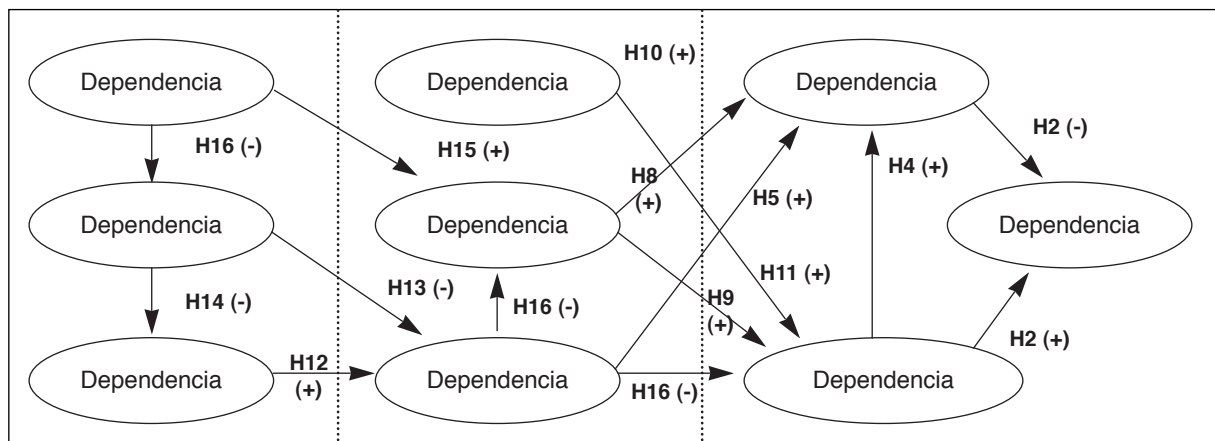 Dependencia
Dependencia
H10 (+)
Dependencia
H16 (-)
H15 (+)
H2 (-)
H8
(+)
H4 (+)
H5 (+)
Dependencia
Dependencia
Dependencia
H14 (-)
H13 (-)
H16 (-)
H9
(+)
H11 (+)
H2 (+)
Dependencia
H12
(+)
Dependencia
H16 (-)
Dependencia